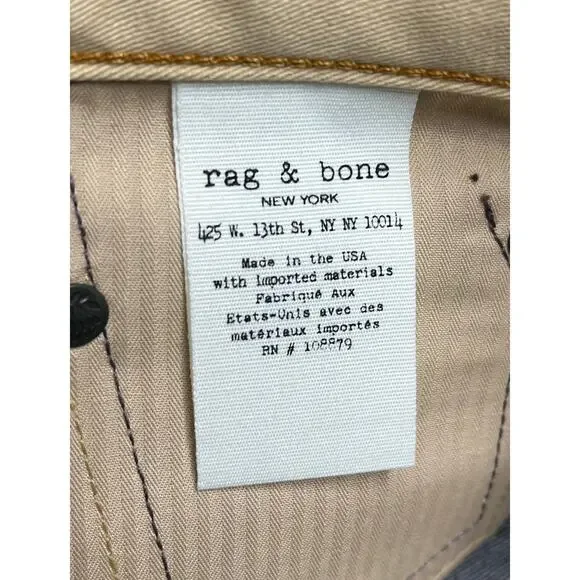 rag & bone
NEW YORK
425 W. 13th St, NY NY 10014
Made in the USA
with imported materials
Fabriqué Aux
Etats-Unis avec des
matériaux importés
RN # 108879